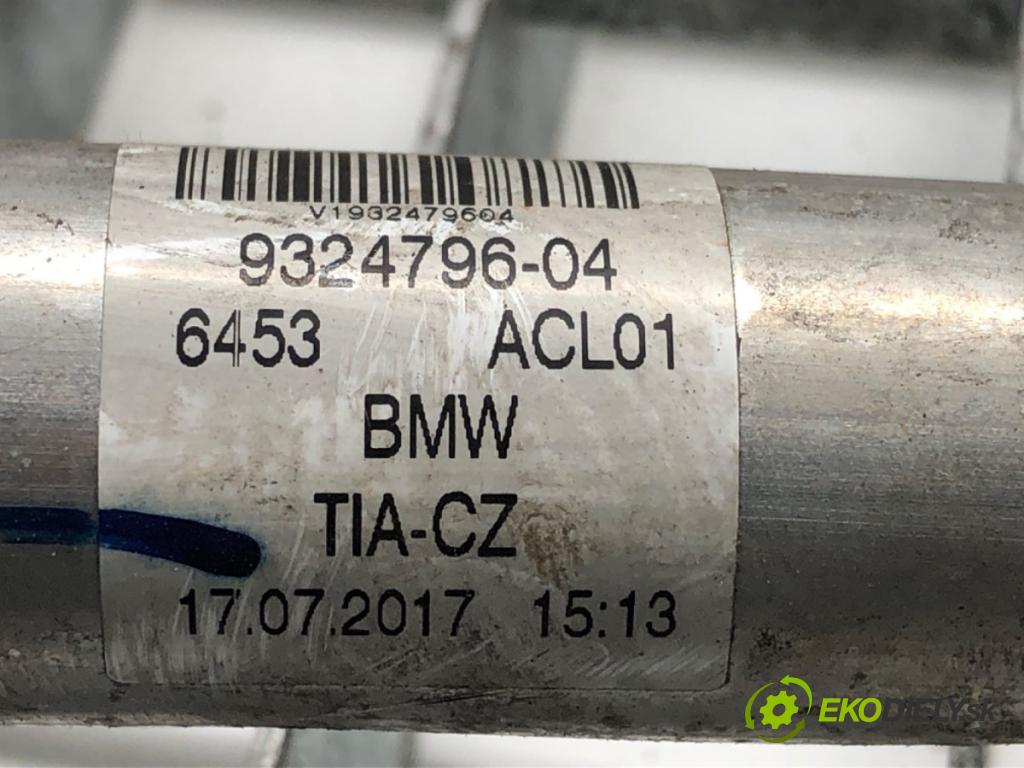 V1932479604
9324796-04
6453 ACL01
BMW
TIA-CZ
17.07.2017 15:13
EKODIELY.SK